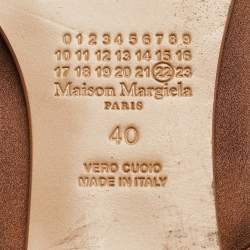 0 1 2 3 4 5 6 7 8 9
10 11 12 13 14 15 16
17 18 19 20 21 22 23
Maison Margiela
PARIS
40
VERO CUOIO
MADE IN ITALY